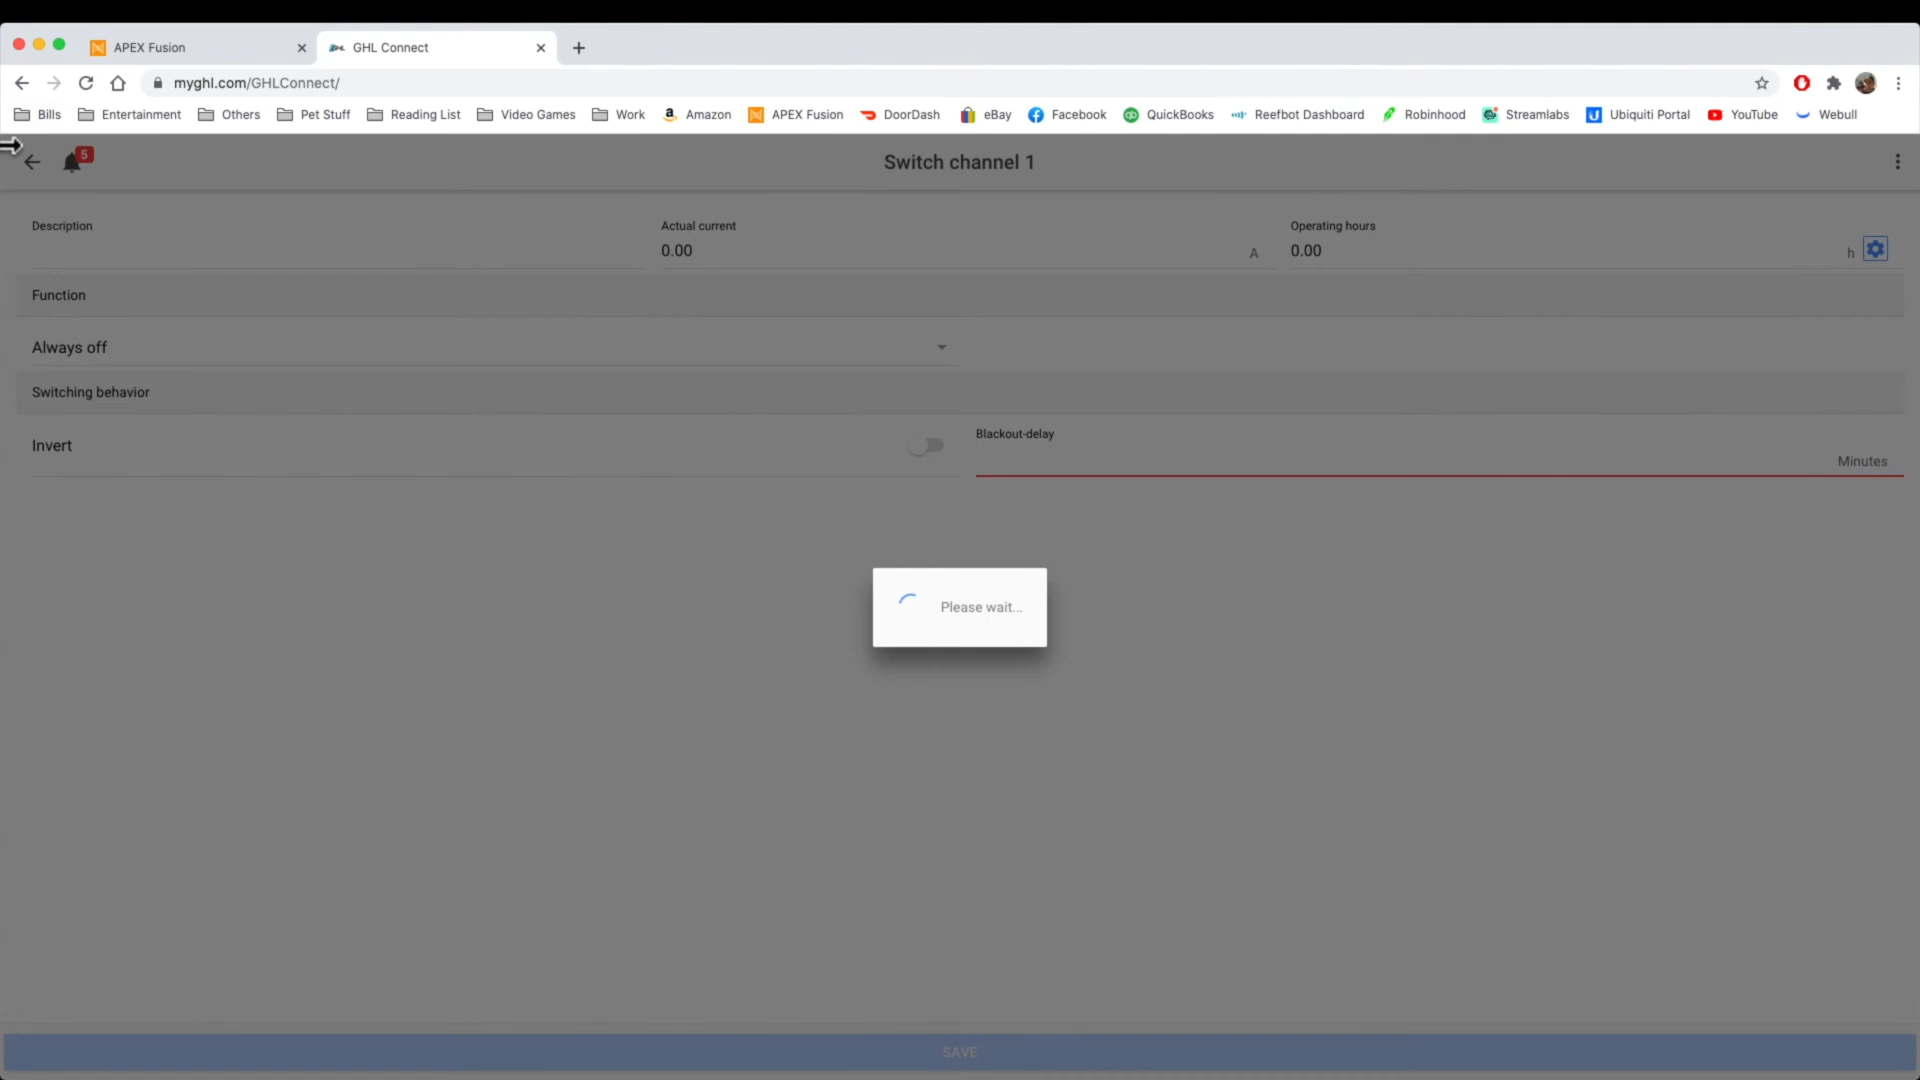 APEX Fusion
GHL Connect
myghl.com/GHLConnect/
Bills Entertainment Others Pet Stuff Reading List Video Games Work Amazon APEX Fusion DoorDash eBay Facebook QuickBooks Reefbot Dashboard Robinhood Streamlabs Ubiquiti Portal YouTube Webull
5
Switch channel 1
Description Actual current Operating hours
0.00 A 0.00 h
Function
Always off
Switching behavior
Invert Blackout-delay
Minutes
Please wait...
SAVE